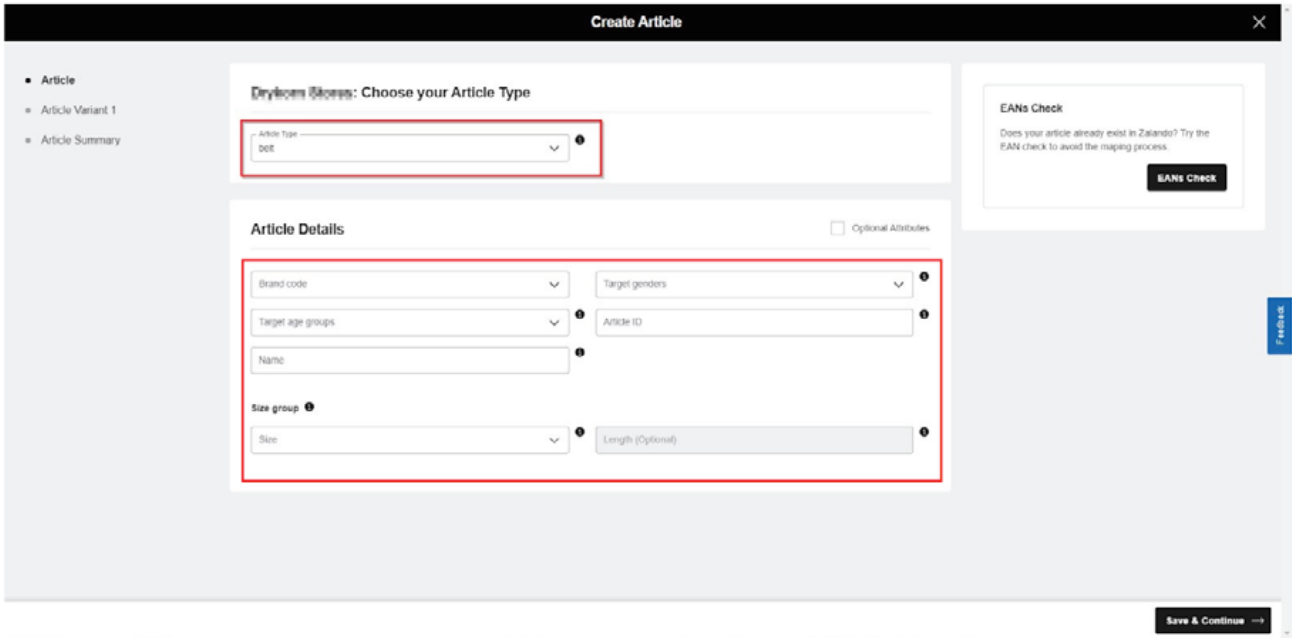 Create Article
Article
Article Variant 1
Article Summary
: Choose your Article Type
Article Type
belt
EANs Check
Does your article already exist in Zalando? Try the
EAN check to avoid the maping process.
EANs Check
Article Details
Optional Attributes
Brand code
Target genders
Target age groups
Article ID
Name
Size group
Size
Length (Optional)
Feedback
Save & Continue →